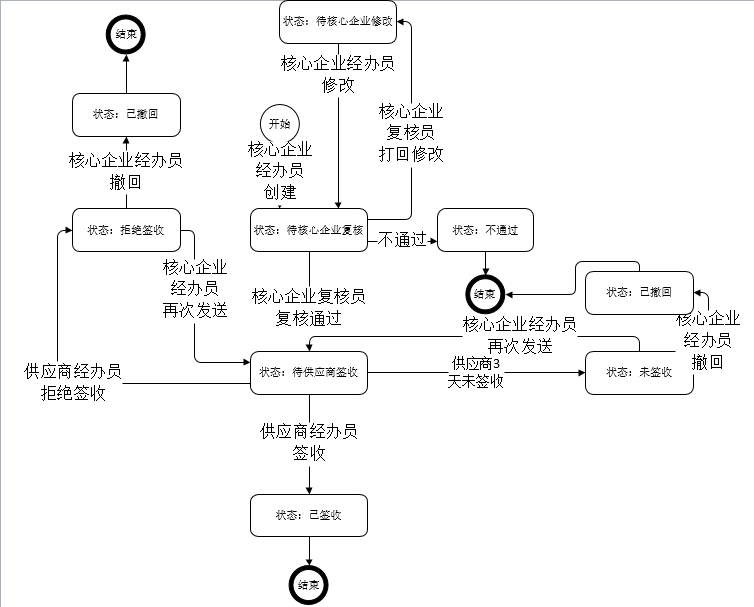 状态：待核心企业修改
结束
核心企业经办员
修改
状态：已撤回
核心企业
复核员
打回修改
开始
核心企业
经办员
创建
核心企业经办员
撤回
状态：拒绝签收
状态：待核心企业复核
不通过
状态：不通过
核心企业
经办员
再次发送
核心企业复核员
复核通过
结束
状态：已撤回
核心企业经办员
再次发送
核心企业
经办员
撤回
供应商经办员
拒绝签收
状态：待供应商签收
供应商3
天未签收
状态：未签收
供应商经办员
签收
状态：已签收
结束